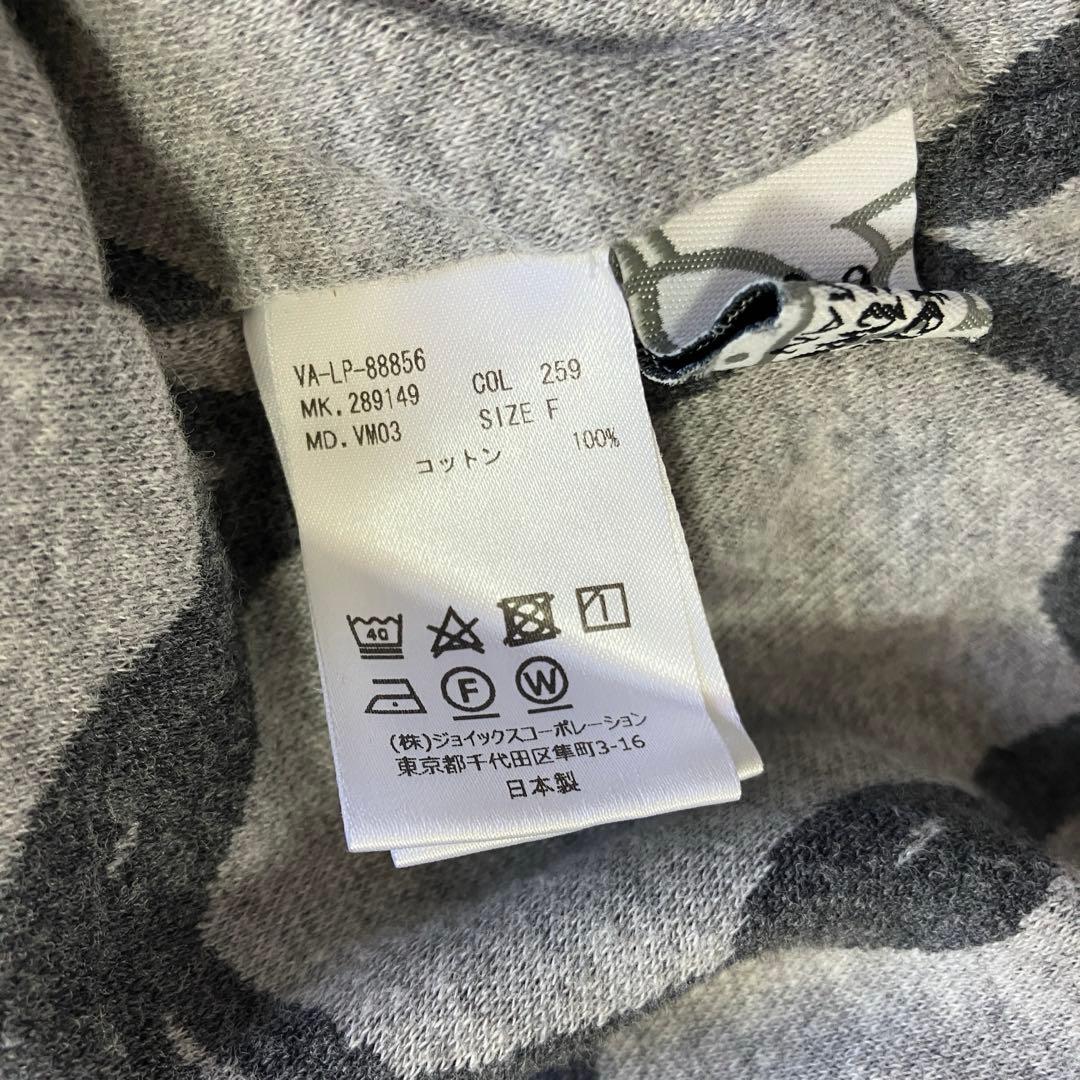 VA-LP-88856
MK.289149 COL 259
MD.VM03 SIZE F
コットン 100%
40
F W
(株)ジョイックスコーポレーション
東京都千代田区隼町3-16
日本製